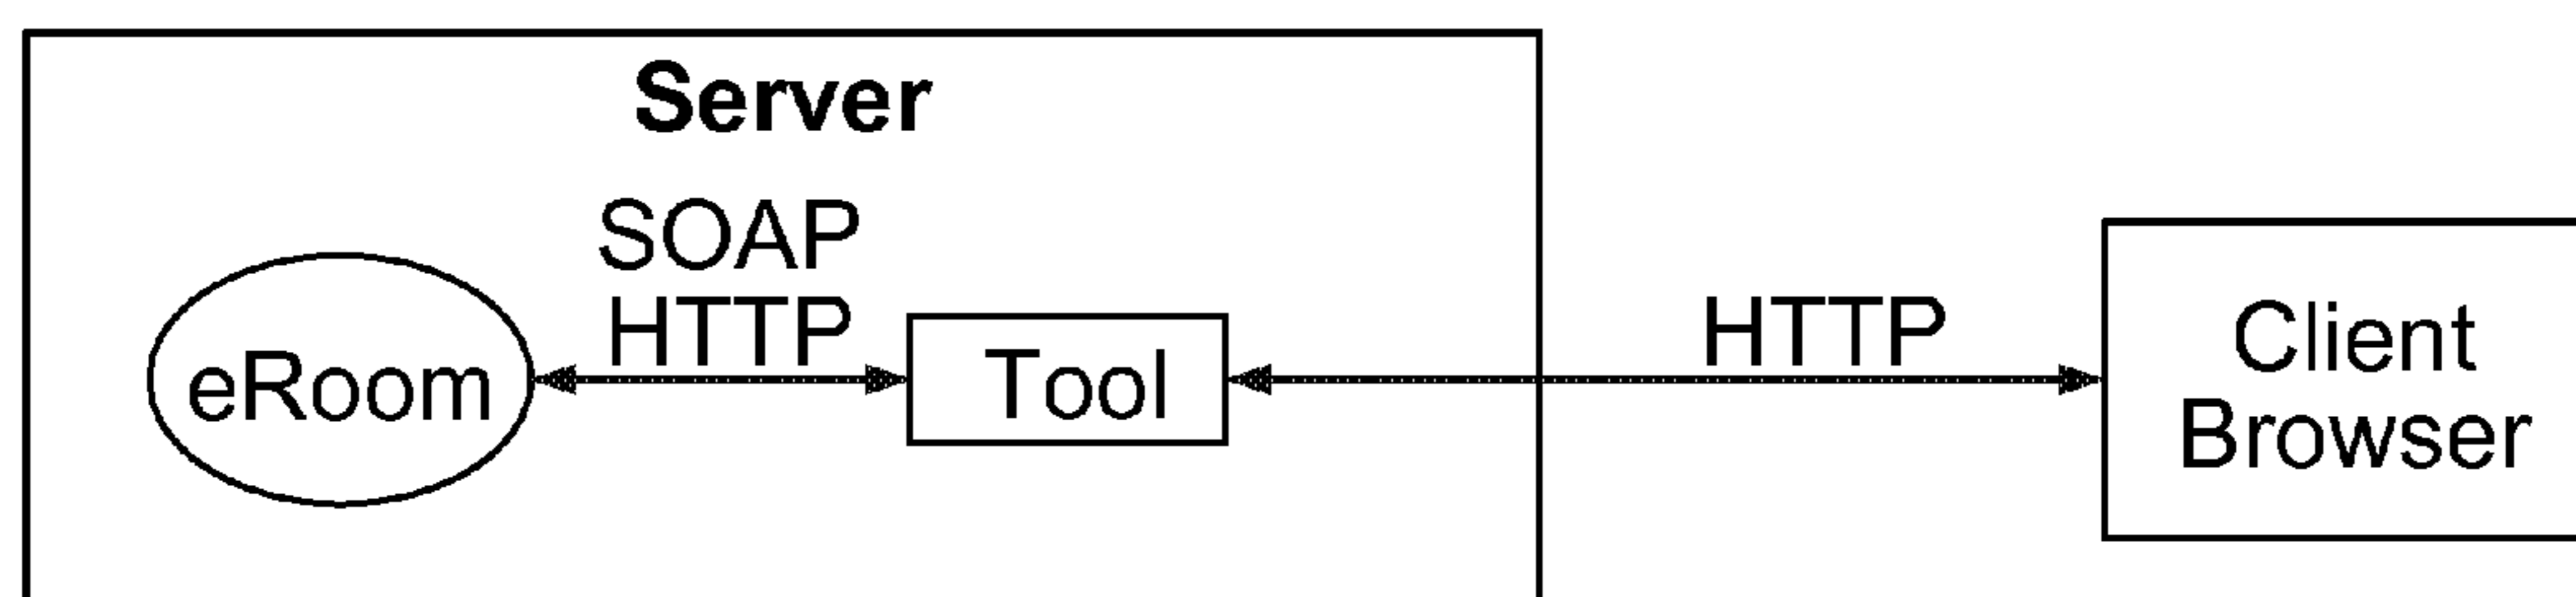 Server
SOAP
HTTP
eRoom
Tool
HTTP
Client
Browser